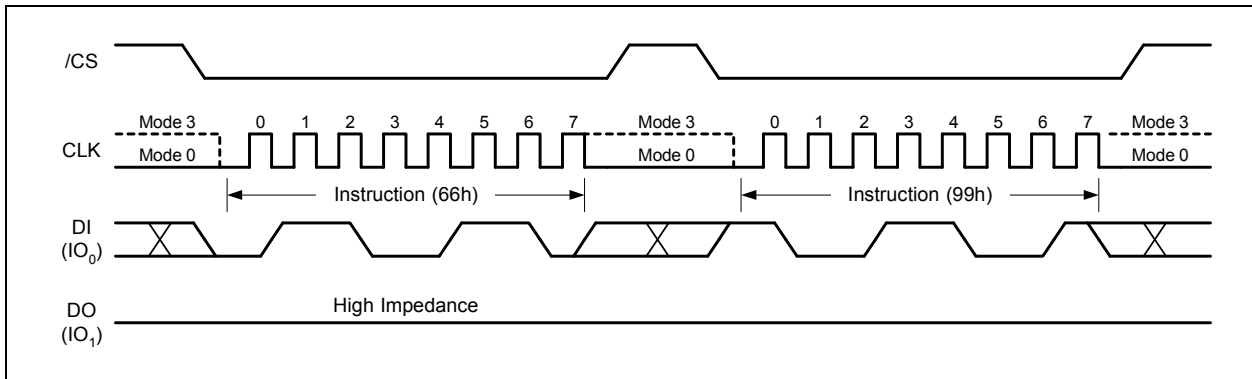 /CS
Mode 3 0 1 2 3 4 5 6 7 Mode 3 0 1 2 3 4 5 6 7 Mode 3
CLK
Mode 0 Mode 0 Mode 0
Instruction (66h) Instruction (99h)
DI
(IO0)
High Impedance
DO
(IO1)